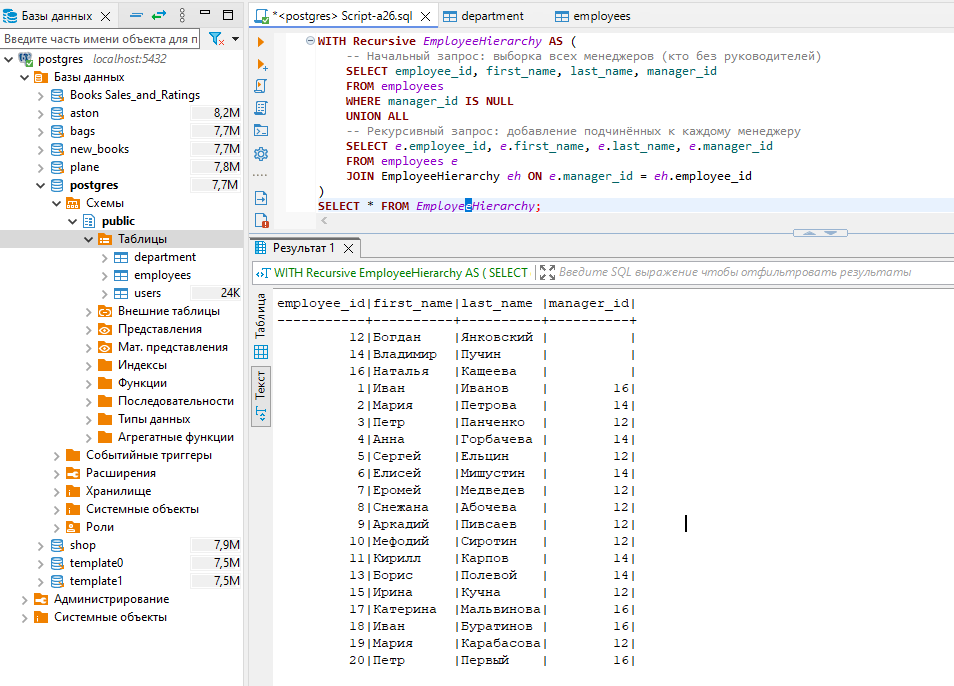 Базы данных
Введите часть имени объекта для п
postgres localhost:5432
Базы данных
Books Sales_and_Ratings
aston 8,2M
bags 7,7M
new_books 7,7M
plane 7,8M
postgres 7,7M
Схемы
public
Таблицы
department
employees
users 24K
Внешние таблицы
Представления
Мат. представления
Индексы
Функции
Последовательности
Типы данных
Агрегатные функции
Событийные триггеры
Расширения
Хранилище
Системные объекты
Роли
shop 7,9M
template0 7,5M
template1 7,5M
Администрирование
Системные объекты
*<postgres> Script-a26.sql
department
employees
WITH Recursive EmployeeHierarchy AS (
-- Начальный запрос: выборка всех менеджеров (кто без руководителей)
SELECT employee_id, first_name, last_name, manager_id
FROM employees
WHERE manager_id IS NULL
UNION ALL
-- Рекурсивный запрос: добавление подчинённых к каждому менеджеру
SELECT e.employee_id, e.first_name, e.last_name, e.manager_id
FROM employees e
JOIN EmployeeHierarchy eh ON e.manager_id = eh.employee_id
)
SELECT * FROM EmployeeHierarchy;
Результат 1
WITH Recursive EmployeeHierarchy AS ( SELECT
Введите SQL выражение чтобы отфильтровать результаты
Таблица
Текст
employee_id|first_name|last_name |manager_id|
-----------+----------+----------+----------+
12|Богдан |Янковский | |
14|Владимир |Пучин | |
16|Наталья |Кащеева | |
1|Иван |Иванов | 16|
2|Мария |Петрова | 14|
3|Петр |Панченко | 12|
4|Анна |Горбачева | 14|
5|Сергей |Ельцин | 12|
6|Елисей |Мишустин | 14|
7|Еромей |Медведев | 12|
8|Снежана |Абочева | 12|
9|Аркадий |Пивсаев | 12|
10|Мефодий |Сиротин | 12|
11|Кирилл |Карпов | 14|
13|Борис |Полевой | 14|
15|Ирина |Кучна | 12|
17|Катерина |Мальвинова| 16|
18|Иван |Буратинов | 16|
19|Мария |Карабасова| 12|
20|Петр |Первый | 16|